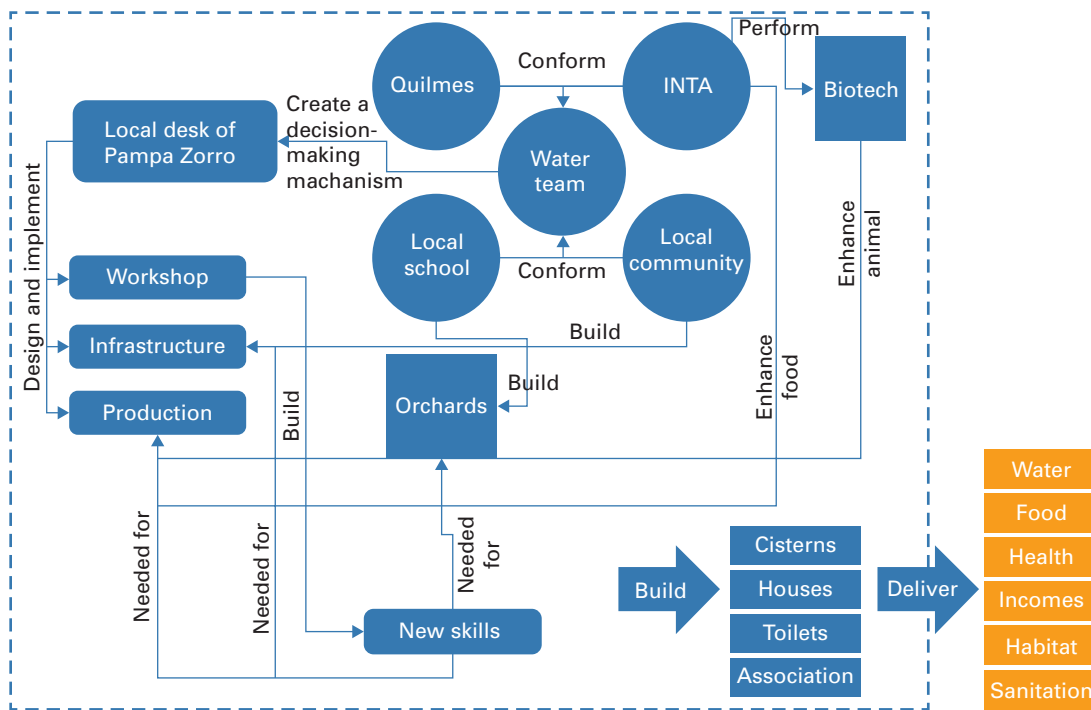 Perform
Quilmes
Conform
INTA
Biotech
Create a
decision-
making
machanism
Local desk of
Pampa Zorro
Water
team
Design and implement
Local
school
Conform
Local
community
Enhance
animal
Workshop
Build
Infrastructure
Build
Enhance
food
Production
Build
Orchards
Needed for
Needed for
Needed
for
New skills
Build
Cisterns
Houses
Toilets
Association
Deliver
Water
Food
Health
Incomes
Habitat
Sanitation